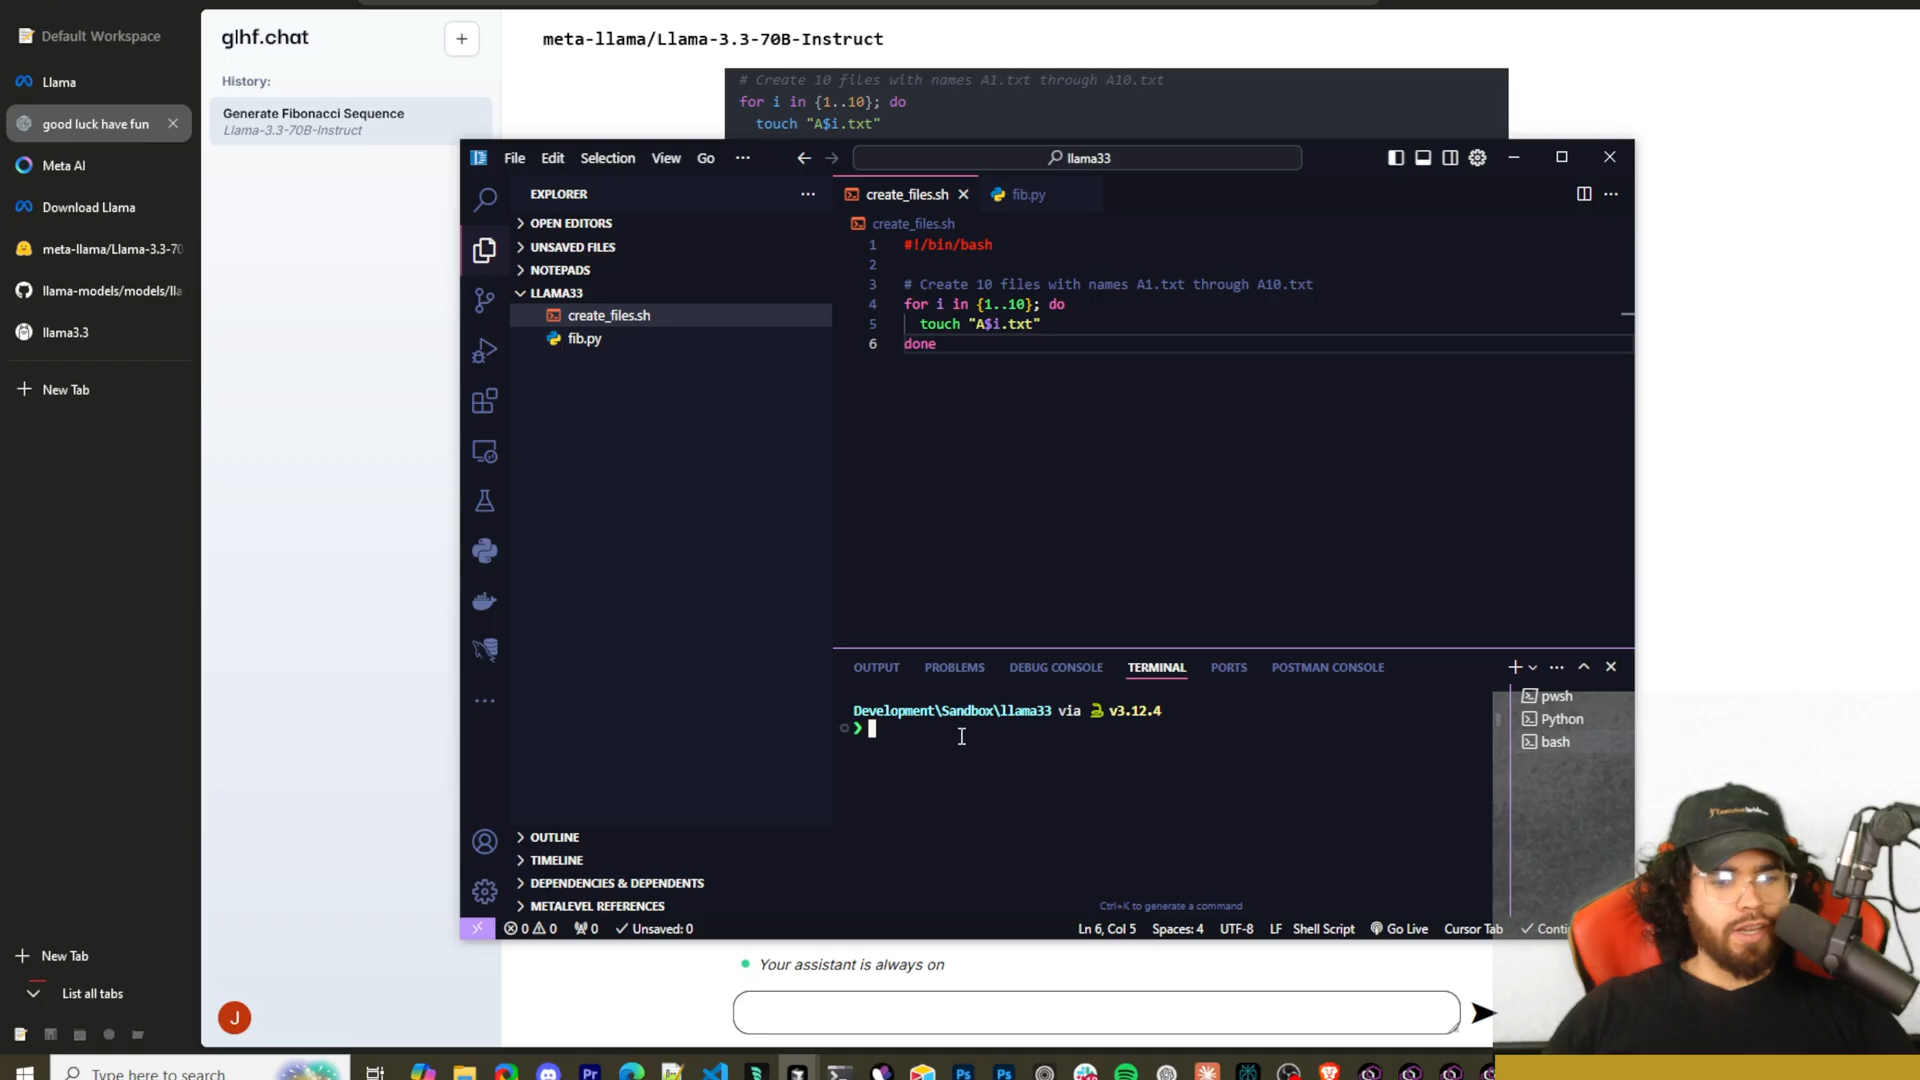 Default Workspace
Llama
good luck have fun
Meta AI
Download Llama
meta-llama/Llama-3.3-70
llama-models/models/lla
llama3.3
New Tab
New Tab
List all tabs
glhf.chat
History:
Generate Fibonacci Sequence
Llama-3.3-70B-Instruct
J
meta-llama/Llama-3.3-70B-Instruct
# Create 10 files with names A1.txt through A10.txt
for i in {1..10}; do
touch "A$i.txt"
File Edit Selection View Go
llama33
EXPLORER
OPEN EDITORS
UNSAVED FILES
NOTEPADS
LLAMA33
create_files.sh
fib.py
OUTLINE
TIMELINE
DEPENDENCIES & DEPENDENTS
METALEVEL REFERENCES
create_files.sh fib.py
create_files.sh
1 #!/bin/bash
2
3 # Create 10 files with names A1.txt through A10.txt
4 for i in {1..10}; do
5 touch "A$i.txt"
6 done
OUTPUT PROBLEMS DEBUG CONSOLE TERMINAL PORTS POSTMAN CONSOLE
Development\Sandbox\llama33 via v3.12.4
❯
pwsh
Python
bash
Ctrl+K to generate a command
0 0 0 Unsaved: 0 Ln 6, Col 5 Spaces: 4 UTF-8 LF Shell Script Go Live Cursor Tab Conti
Your assistant is always on
Type here to search
Pr Ps Ps